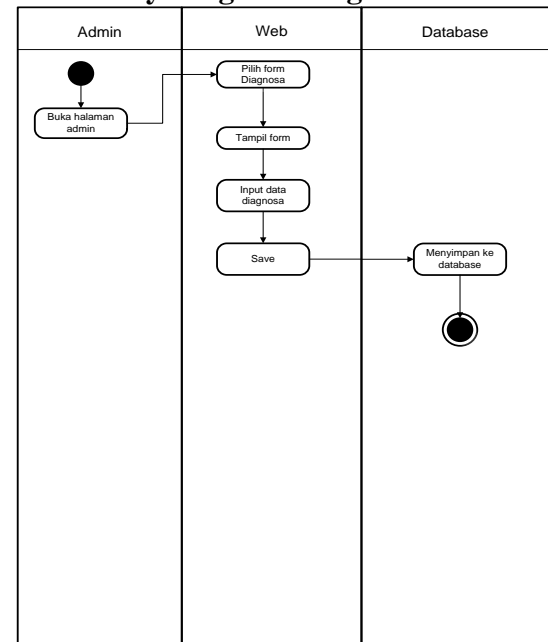 Admin
Web
Database
Pilih form
Diagnosa
Buka halaman
admin
Tampil form
Input data
diagnosa
Save
Menyimpan ke
database